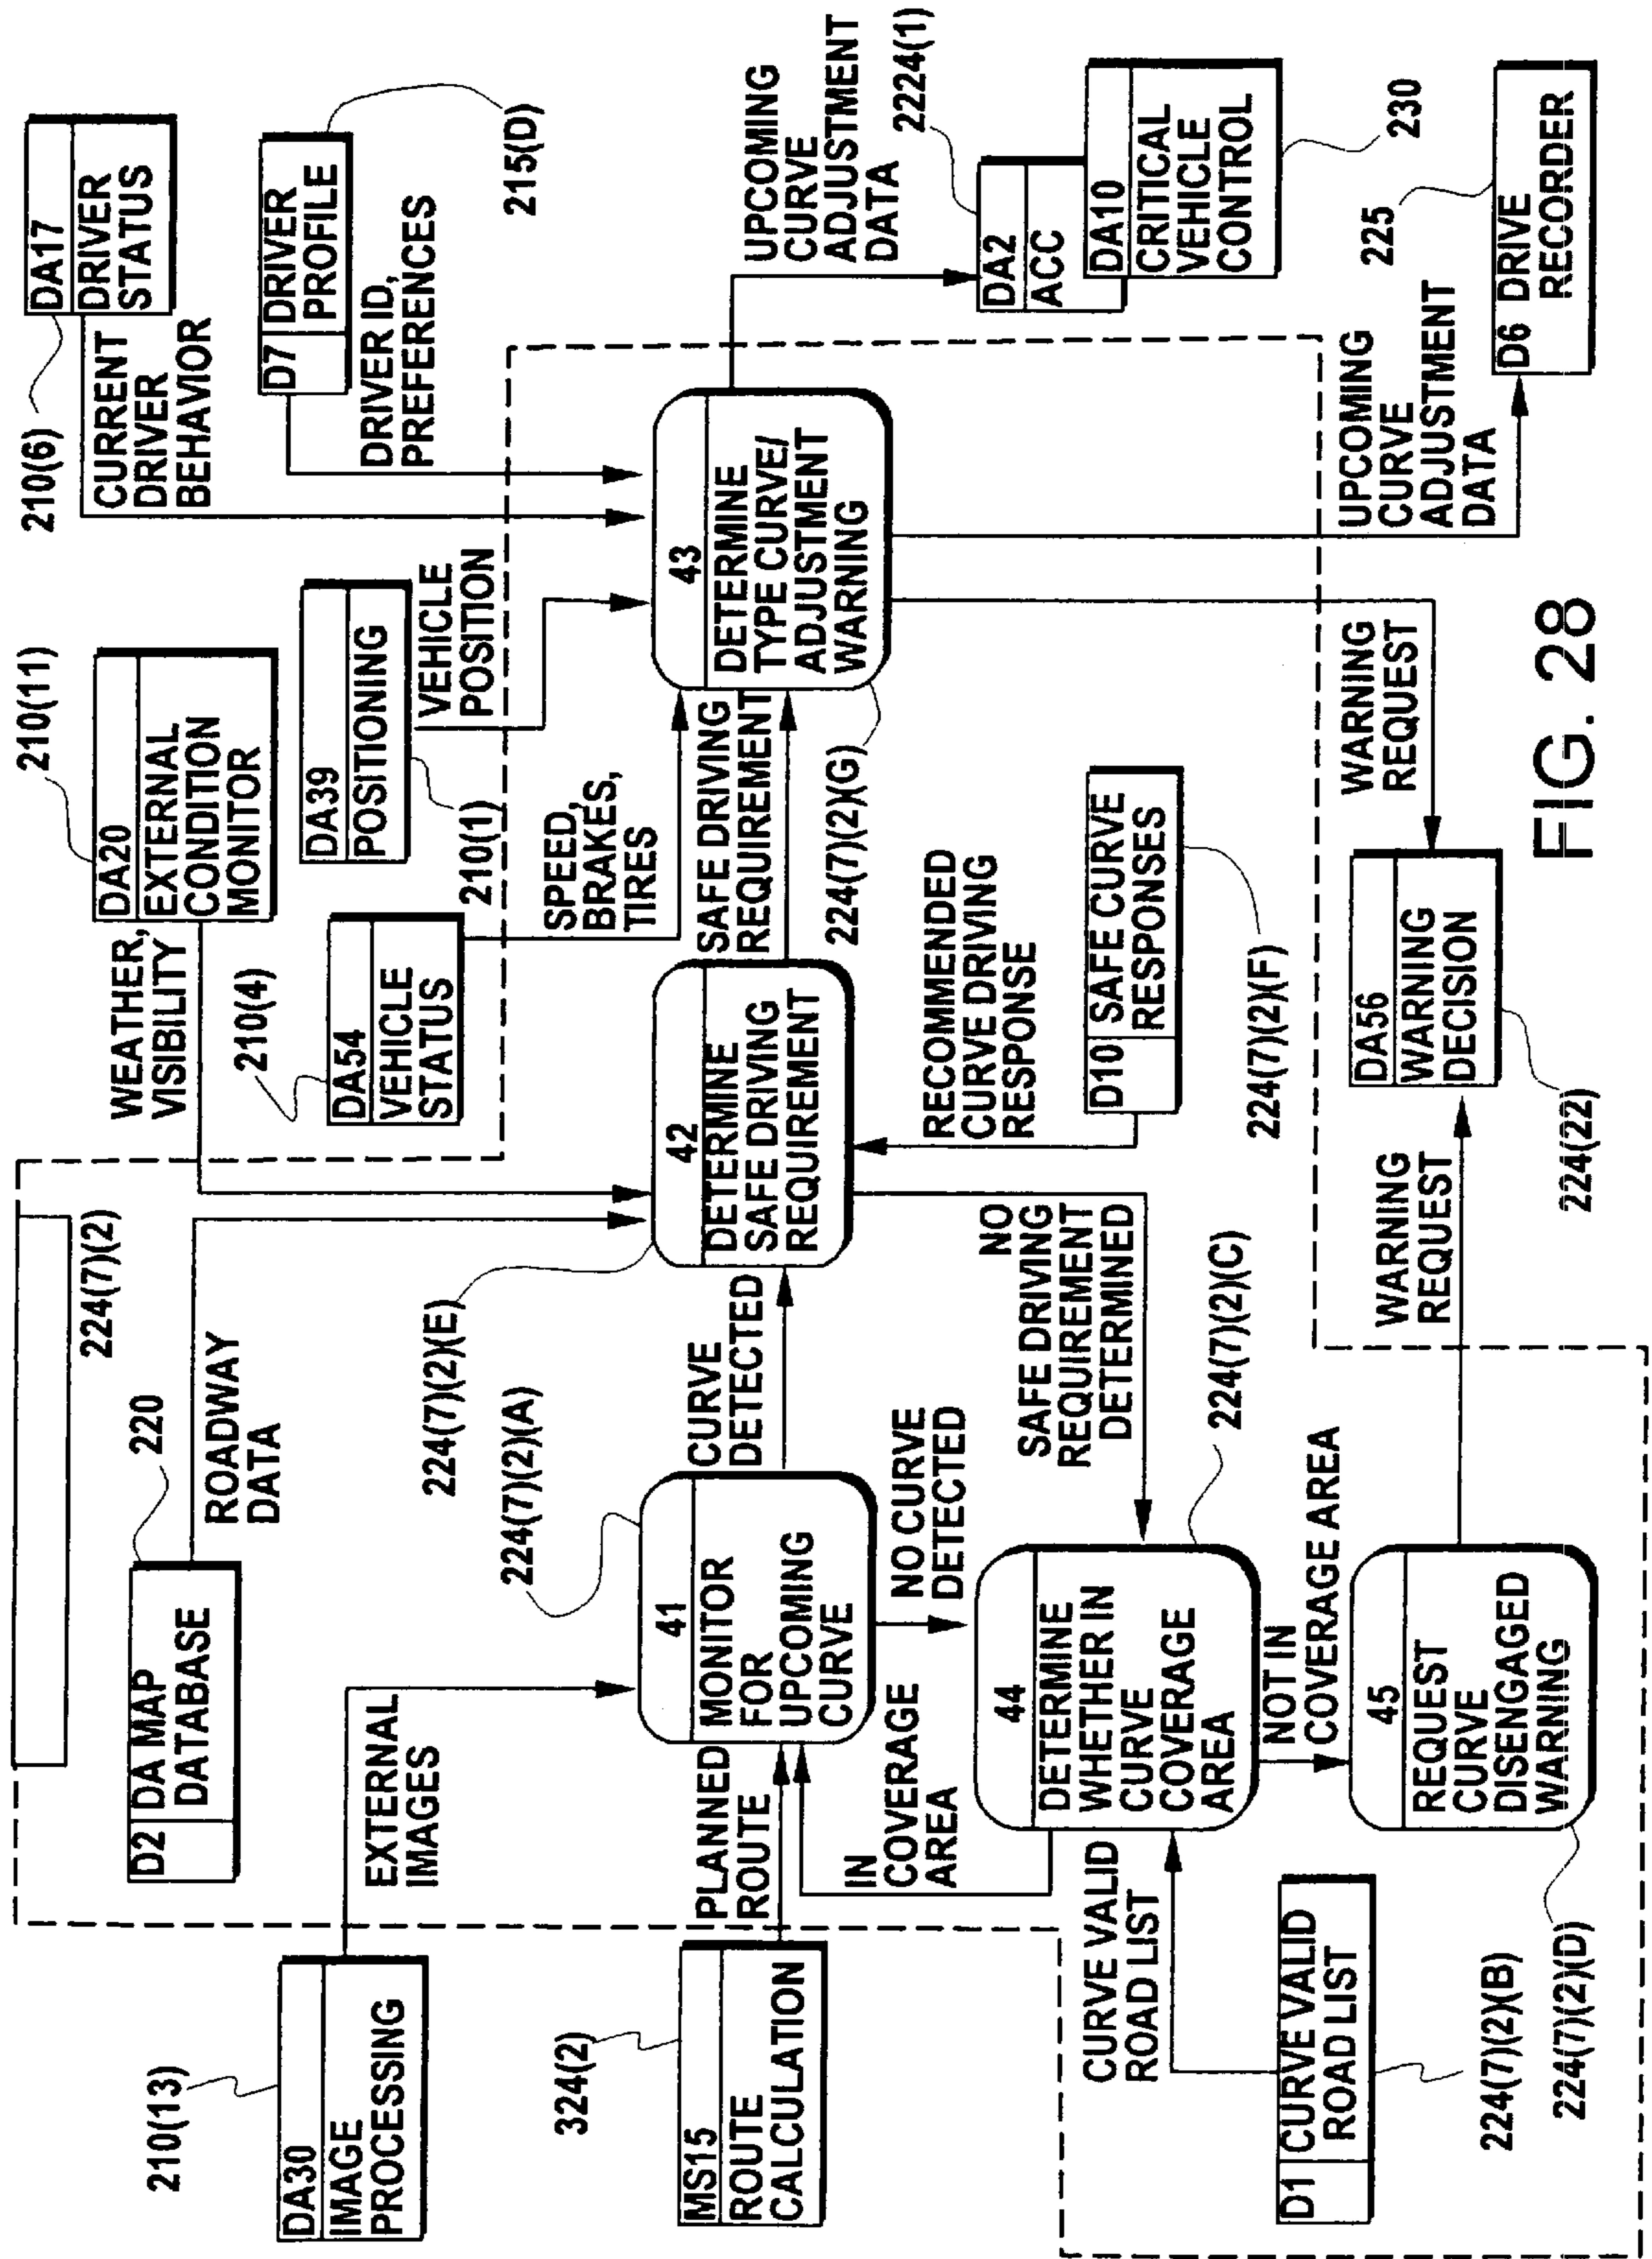 210(13)
DA30
IMAGE
PROCESSING
EXTERNAL
IMAGES
324(2)
MS15
ROUTE
CALCULATION
PLANNED
ROUTE
D2
DA MAP
DATABASE
220
ROADWAY
DATA
224(7)(2)
WEATHER,
VISIBILITY
210(11)
DA20
EXTERNAL
CONDITION
MONITOR
210(4)
DA54
VEHICLE
STATUS
SPEED,
BRAKES,
TIRES
DA39
POSITIONING
210(1)
VEHICLE
POSITION
210(6)
DA17
DRIVER
STATUS
CURRENT
DRIVER
BEHAVIOR
D7
DRIVER
PROFILE
215(D)
DRIVER ID,
PREFERENCES
224(7)(2)(A)
41
MONITOR
FOR
UPCOMING
CURVE
CURVE
DETECTED
224(7)(2)(E)
42
DETERMINE
SAFE DRIVING
REQUIREMENT
SAFE DRIVING
REQUIREMENT
43
DETERMINE
TYPE CURVE/
ADJUSTMENT
WARNING
224(7)(2)(G)
UPCOMING
CURVE
ADJUSTMENT
DATA
2224(1)
DA2
ACC
DA10
CRITICAL
VEHICLE
CONTROL
230
NO CURVE
DETECTED
IN
COVERAGE
AREA
44
DETERMINE
WHETHER IN
CURVE
COVERAGE
AREA
224(7)(2)(C)
NO
SAFE DRIVING
REQUIREMENT
DETERMINED
RECOMMENDED
CURVE DRIVING
RESPONSE
D10
SAFE CURVE
RESPONSES
224(7)(2)(F)
CURVE VALID
ROAD LIST
D1
CURVE VALID
ROAD LIST
224(7)(2)(B)
NOT IN
COVERAGE AREA
45
REQUEST
CURVE
DISENGAGED
WARNING
224(7)(2)(D)
WARNING
REQUEST
DA56
WARNING
DECISION
224(22)
WARNING
REQUEST
UPCOMING
CURVE
ADJUSTMENT
DATA
225
D6
DRIVE
RECORDER
FIG. 28